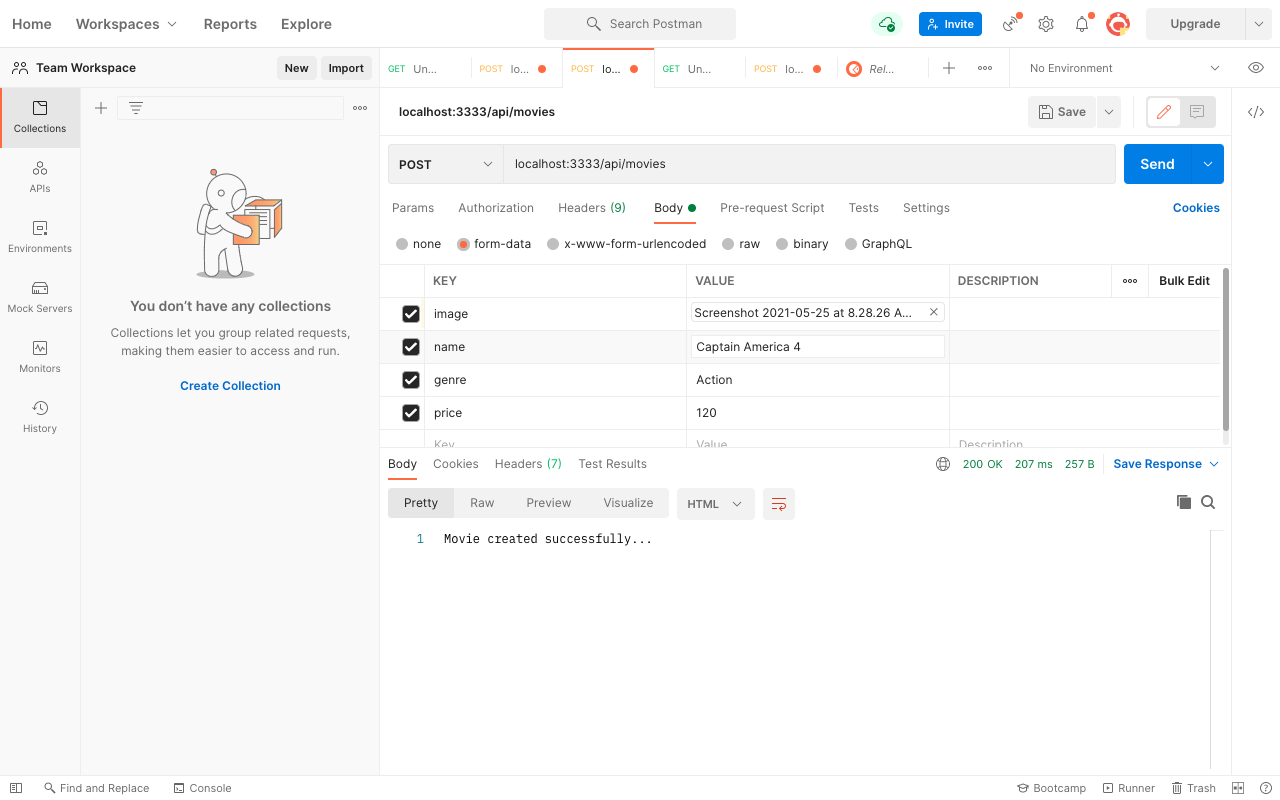 Home Workspaces Reports Explore Search Postman Invite Upgrade
Team Workspace New Import GET Un... POST lo... POST lo... GET Un... POST lo... Rel... No Environment
localhost:3333/api/movies Save
Collections
APIs
Environments
Mock Servers
Monitors
History
You don’t have any collections
Collections let you group related requests,
making them easier to access and run.
Create Collection
POST localhost:3333/api/movies Send
Params Authorization Headers (9) Body Pre-request Script Tests Settings Cookies
none form-data x-www-form-urlencoded raw binary GraphQL
KEY VALUE DESCRIPTION Bulk Edit
image Screenshot 2021-05-25 at 8.28.26 A...
name Captain America 4
genre Action
price 120
Key Value Description
Body Cookies Headers (7) Test Results 200 OK 207 ms 257 B Save Response
Pretty Raw Preview Visualize HTML
1 Movie created successfully...
Find and Replace Console Bootcamp Runner Trash